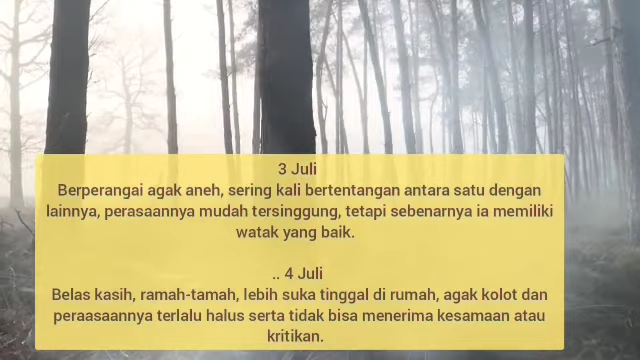 3 Juli
Berperangai agak aneh, sering kali bertentangan antara satu dengan
lainnya, perasaannya mudah tersinggung, tetapi sebenarnya ia memiliki
watak yang baik.
.. 4 Juli
Belas kasih, ramah-tamah, lebih suka tinggal di rumah, agak kolot dan
peraasaannya terlalu halus serta tidak bisa menerima kesamaan atau
kritikan.